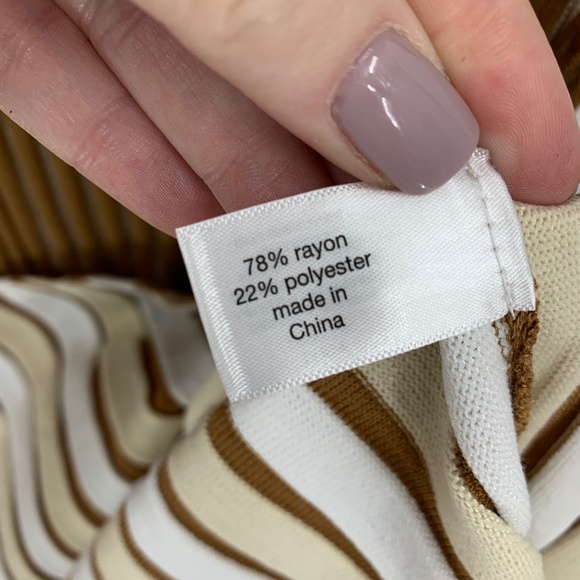 78% rayon
22% polyester
made in
China